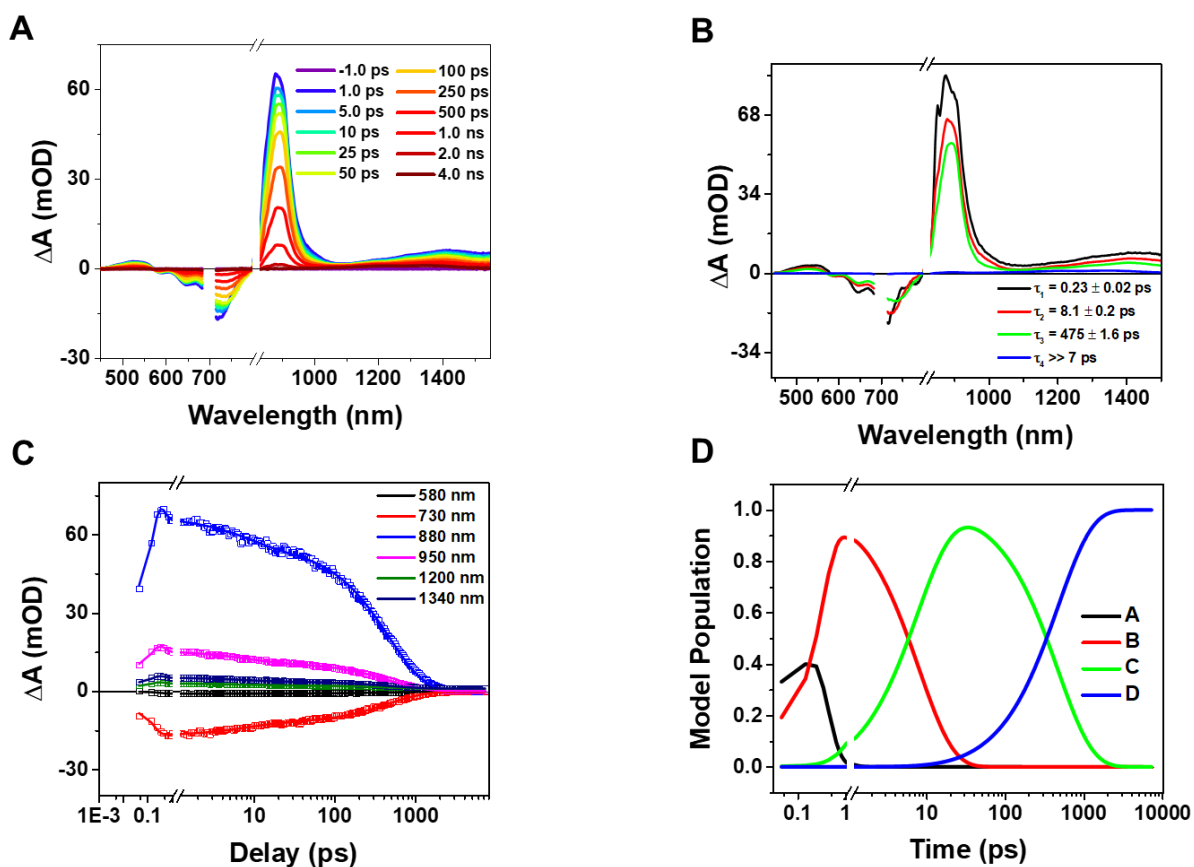 A
ΔA (mOD)
60
30
0
-30
500 600 700 1000 1200 1400
Wavelength (nm)
-1.0 ps 100 ps
1.0 ps 250 ps
5.0 ps 500 ps
10 ps 1.0 ns
25 ps 2.0 ns
50 ps 4.0 ns
B
ΔA (mOD)
68
34
0
-34
500 600 700 1000 1200 1400
Wavelength (nm)
τ1 = 0.23 ± 0.02 ps
τ2 = 8.1 ± 0.2 ps
τ3 = 475 ± 1.6 ps
τ4 >> 7 ps
C
ΔA (mOD)
60
30
0
-30
1E-3 0.1 10 100 1000
Delay (ps)
580 nm
730 nm
880 nm
950 nm
1200 nm
1340 nm
D
Model Population
1.0
0.8
0.6
0.4
0.2
0.0
0.1 1 10 100 1000 10000
Time (ps)
A
B
C
D